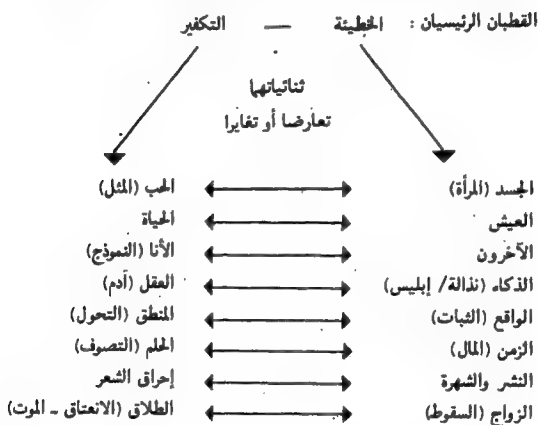 القطبان الرئيسيان : الخطيئة — التكفير
ثنائياتهما
تعارضا أو تغايرا
الجسد (المرأة) الحب (المثل)
العيش الحياة
الآخرون الأنا (النموذج)
الذكاء (نذالة/ إبليس) العقل (آدم)
الواقع (الثبات) المنطق (التحول)
الزمن (المال) الحلم (التصوف)
النشر والشهرة إحراق الشعر
الزواج (السقوط) الطلاق (الانعتاق - الموت)